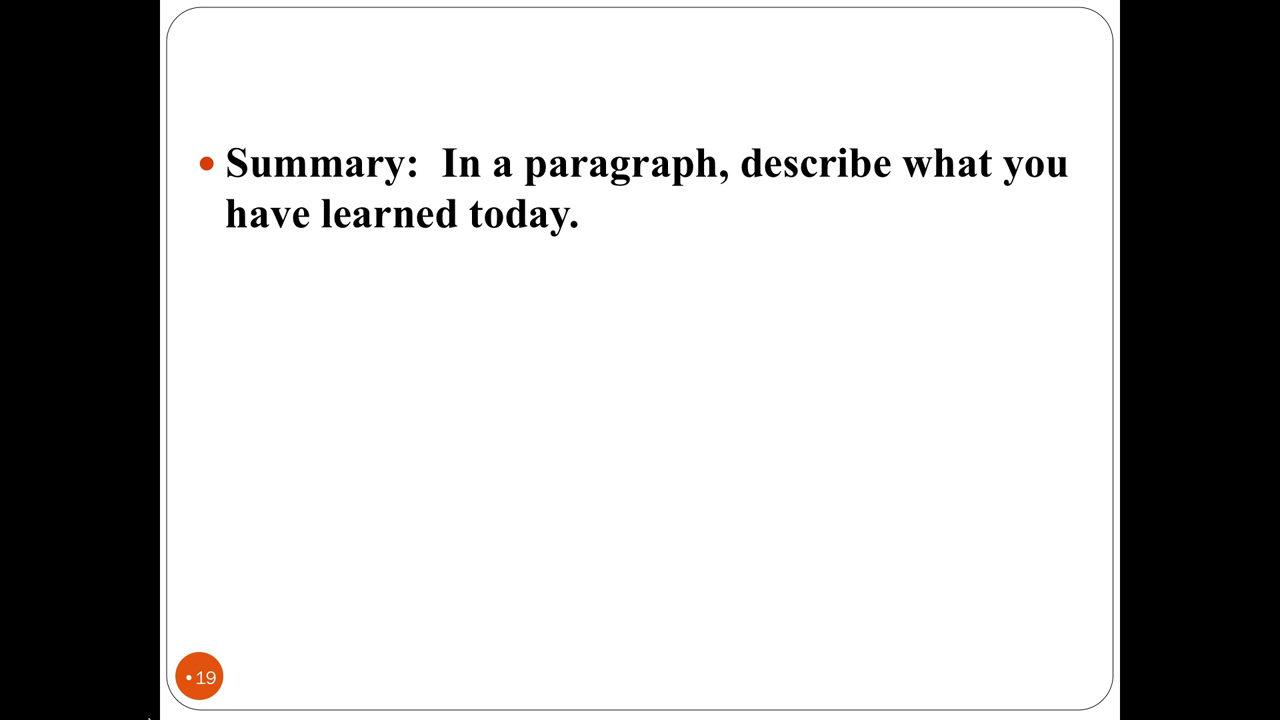 • Summary:  In a paragraph, describe what you
have learned today.
• 19